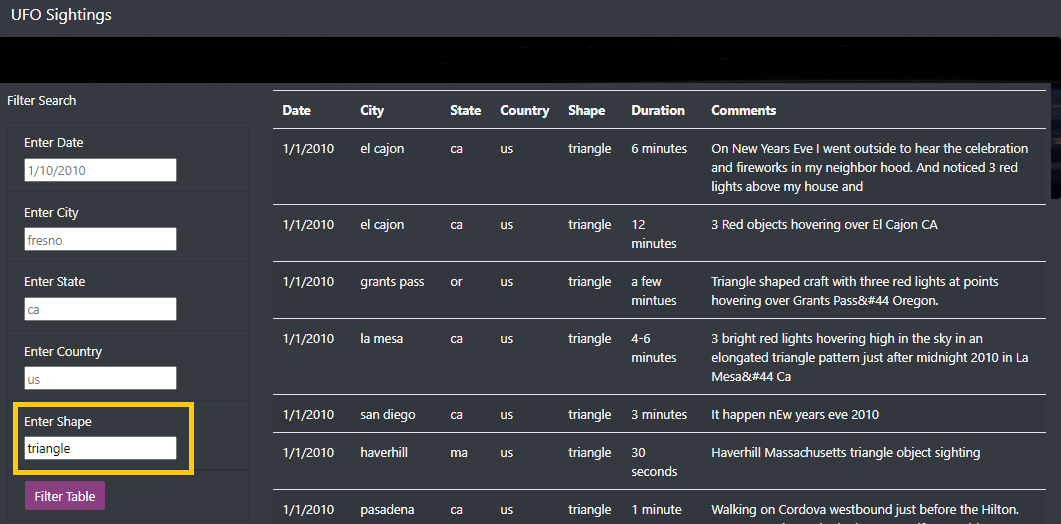 UFO Sightings
Filter Search
Enter Date
1/10/2010
Enter City
fresno
Enter State
ca
Enter Country
us
Enter Shape
triangle
Filter Table
Date City State Country Shape Duration Comments
1/1/2010 el cajon ca us triangle 6 minutes On New Years Eve I went outside to hear the celebration
and fireworks in my neighbor hood. And noticed 3 red
lights above my house and
1/1/2010 el cajon ca us triangle 12 3 Red objects hovering over El Cajon CA
minutes
1/1/2010 grants pass or us triangle a few Triangle shaped craft with three red lights at points
mintues hovering over Grants Pass&#44 Oregon.
1/1/2010 la mesa ca us triangle 4-6 3 bright red lights hovering high in the sky in an
minutes elongated triangle pattern just after midnight 2010 in La
Mesa&#44 Ca
1/1/2010 san diego ca us triangle 3 minutes It happen nEw years eve 2010
1/1/2010 haverhill ma us triangle 30 Haverhill Massachusetts triangle object sighting
seconds
1/1/2010 pasadena ca us triangle 1 minute Walking on Cordova westbound just before the Hilton.